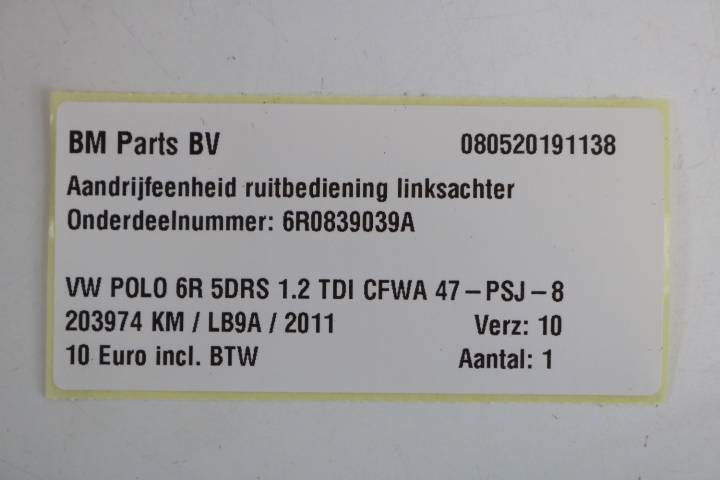 BM Parts BV 080520191138
Aandrijfeenheid ruitbediening linksachter
Onderdeelnummer: 6R0839039A
VW POLO 6R 5DRS 1.2 TDI CFWA 47-PSJ-8
203974 KM / LB9A / 2011 Verz: 10
10 Euro incl. BTW Aantal: 1